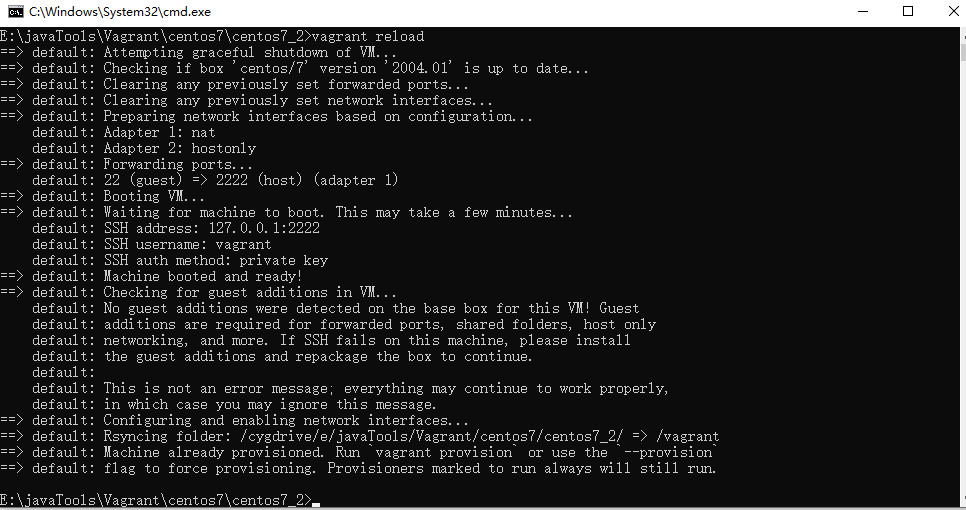 C:\Windows\System32\cmd.exe
E:\javaTools\Vagrant\centos7\centos7_2>vagrant reload
==> default: Attempting graceful shutdown of VM...
==> default: Checking if box 'centos/7' version '2004.01' is up to date...
==> default: Clearing any previously set forwarded ports...
==> default: Clearing any previously set network interfaces...
==> default: Preparing network interfaces based on configuration...
    default: Adapter 1: nat
    default: Adapter 2: hostonly
==> default: Forwarding ports...
    default: 22 (guest) => 2222 (host) (adapter 1)
==> default: Booting VM...
==> default: Waiting for machine to boot. This may take a few minutes...
    default: SSH address: 127.0.0.1:2222
    default: SSH username: vagrant
    default: SSH auth method: private key
==> default: Machine booted and ready!
==> default: Checking for guest additions in VM...
    default: No guest additions were detected on the base box for this VM! Guest
    default: additions are required for forwarded ports, shared folders, host only
    default: networking, and more. If SSH fails on this machine, please install
    default: the guest additions and repackage the box to continue.
    default:
    default: This is not an error message; everything may continue to work properly,
    default: in which case you may ignore this message.
==> default: Configuring and enabling network interfaces...
==> default: Rsyncing folder: /cygdrive/e/javaTools/Vagrant/centos7/centos7_2/ => /vagrant
==> default: Machine already provisioned. Run `vagrant provision` or use the `--provision`
==> default: flag to force provisioning. Provisioners marked to run always will still run.
E:\javaTools\Vagrant\centos7\centos7_2>